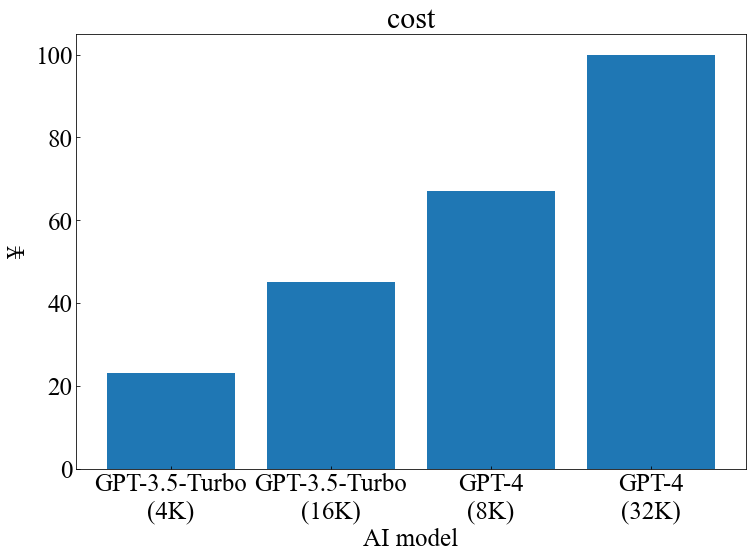 cost
100
80
60
40
20
0
¥
GPT-3.5-Turbo
(4K)
GPT-3.5-Turbo
(16K)
GPT-4
(8K)
GPT-4
(32K)
AI model